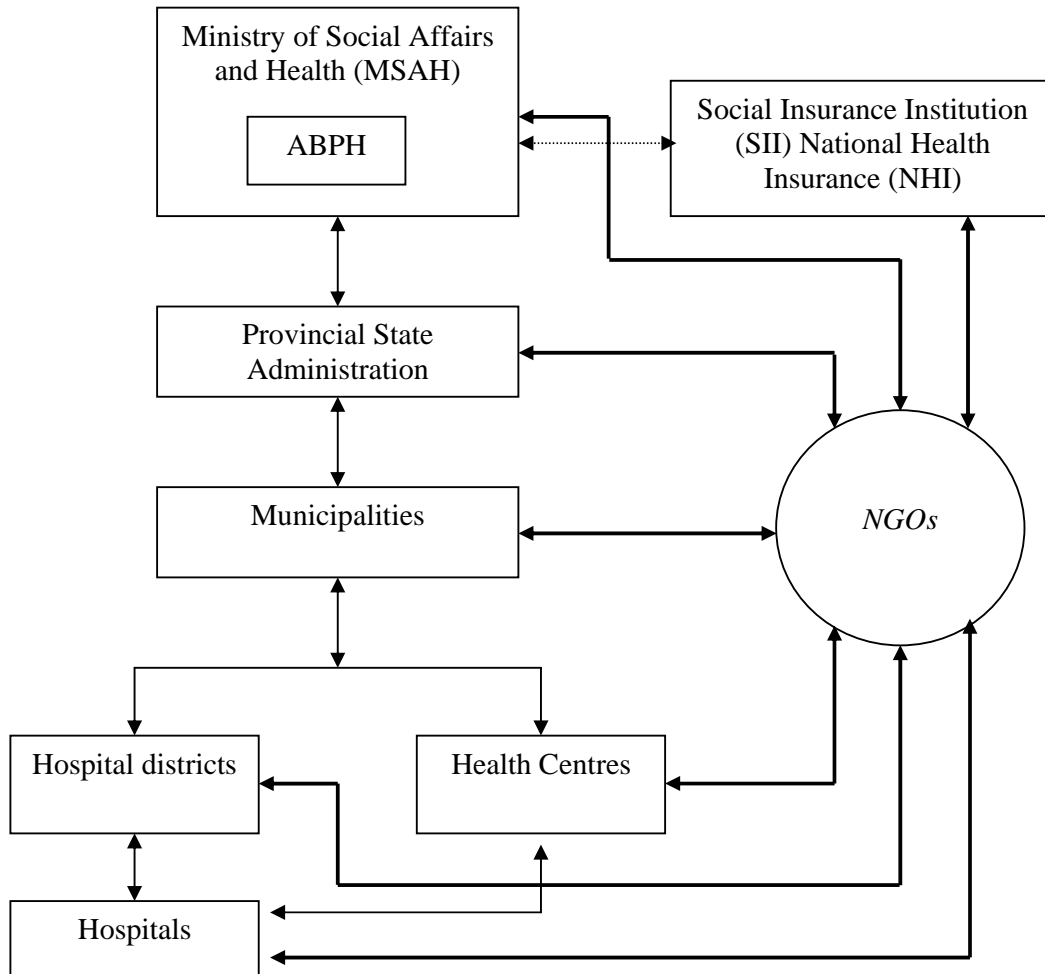 Ministry of Social Affairs
and Health (MSAH)
ABPH
Social Insurance Institution
(SII) National Health
Insurance (NHI)
Provincial State
Administration
Municipalities
NGOs
Hospital districts
Health Centres
Hospitals